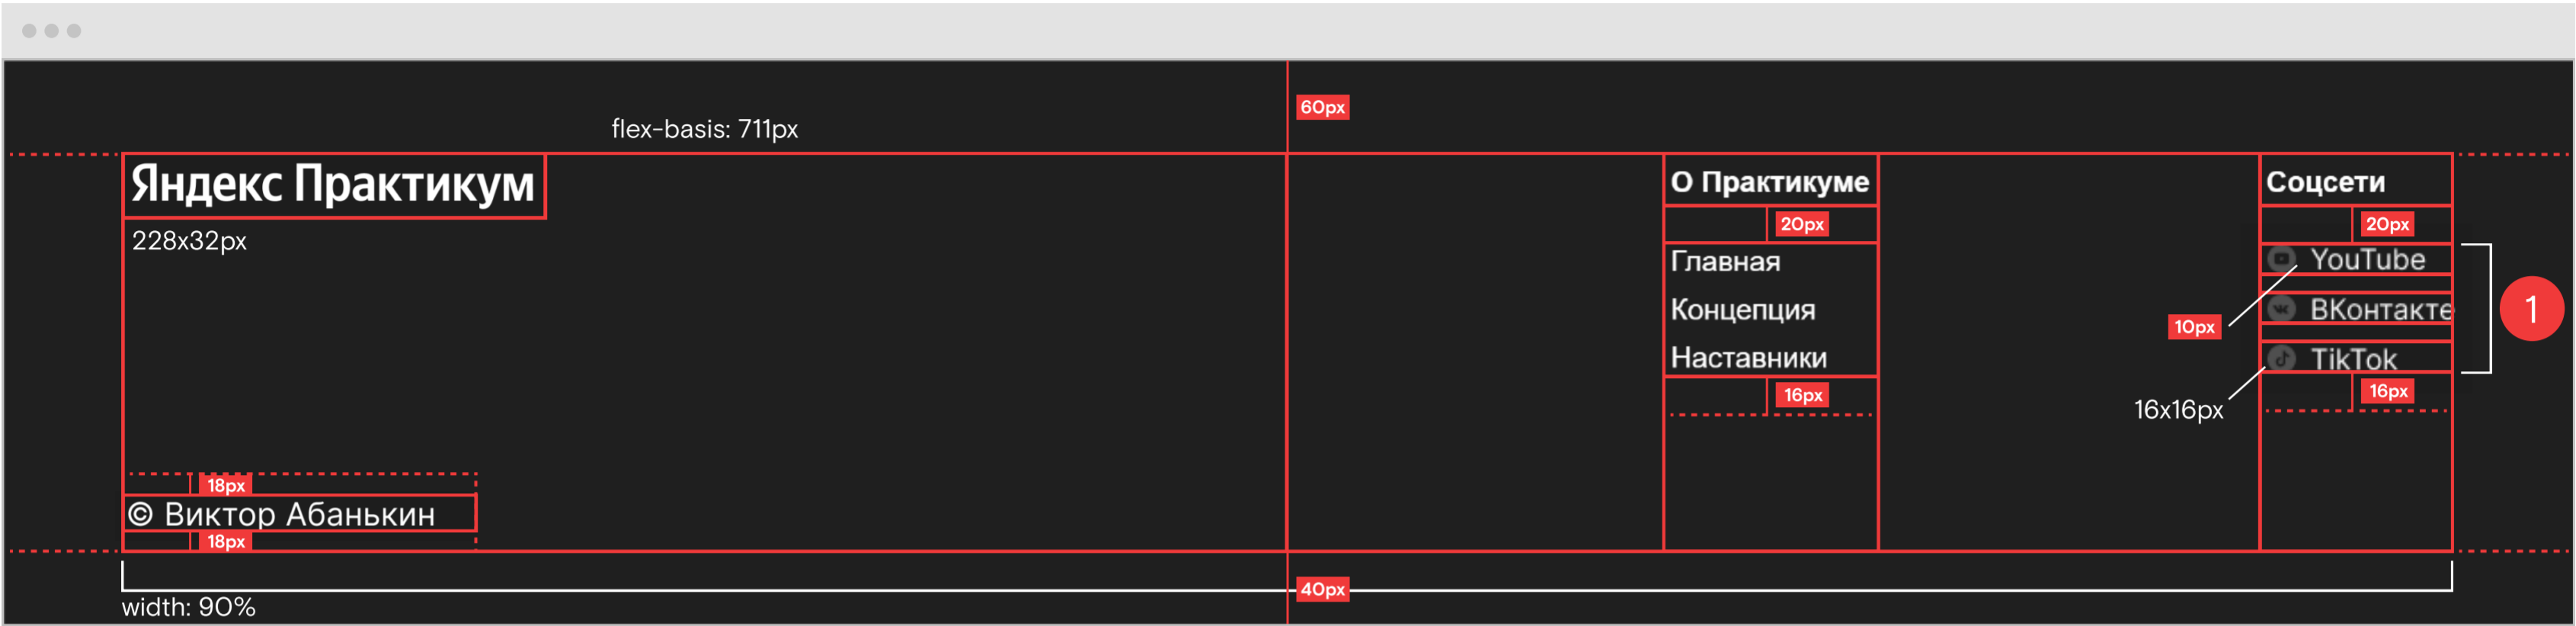 60px
flex-basis: 711px
Яндекс Практикум
228x32px
© Виктор Абанькин
18px
18px
О Практикуме
20px
Главная
Концепция
Наставники
16px
Соцсети
20px
YouTube
ВКонтакте
TikTok
16px
10px
16x16px
1
40px
width: 90%